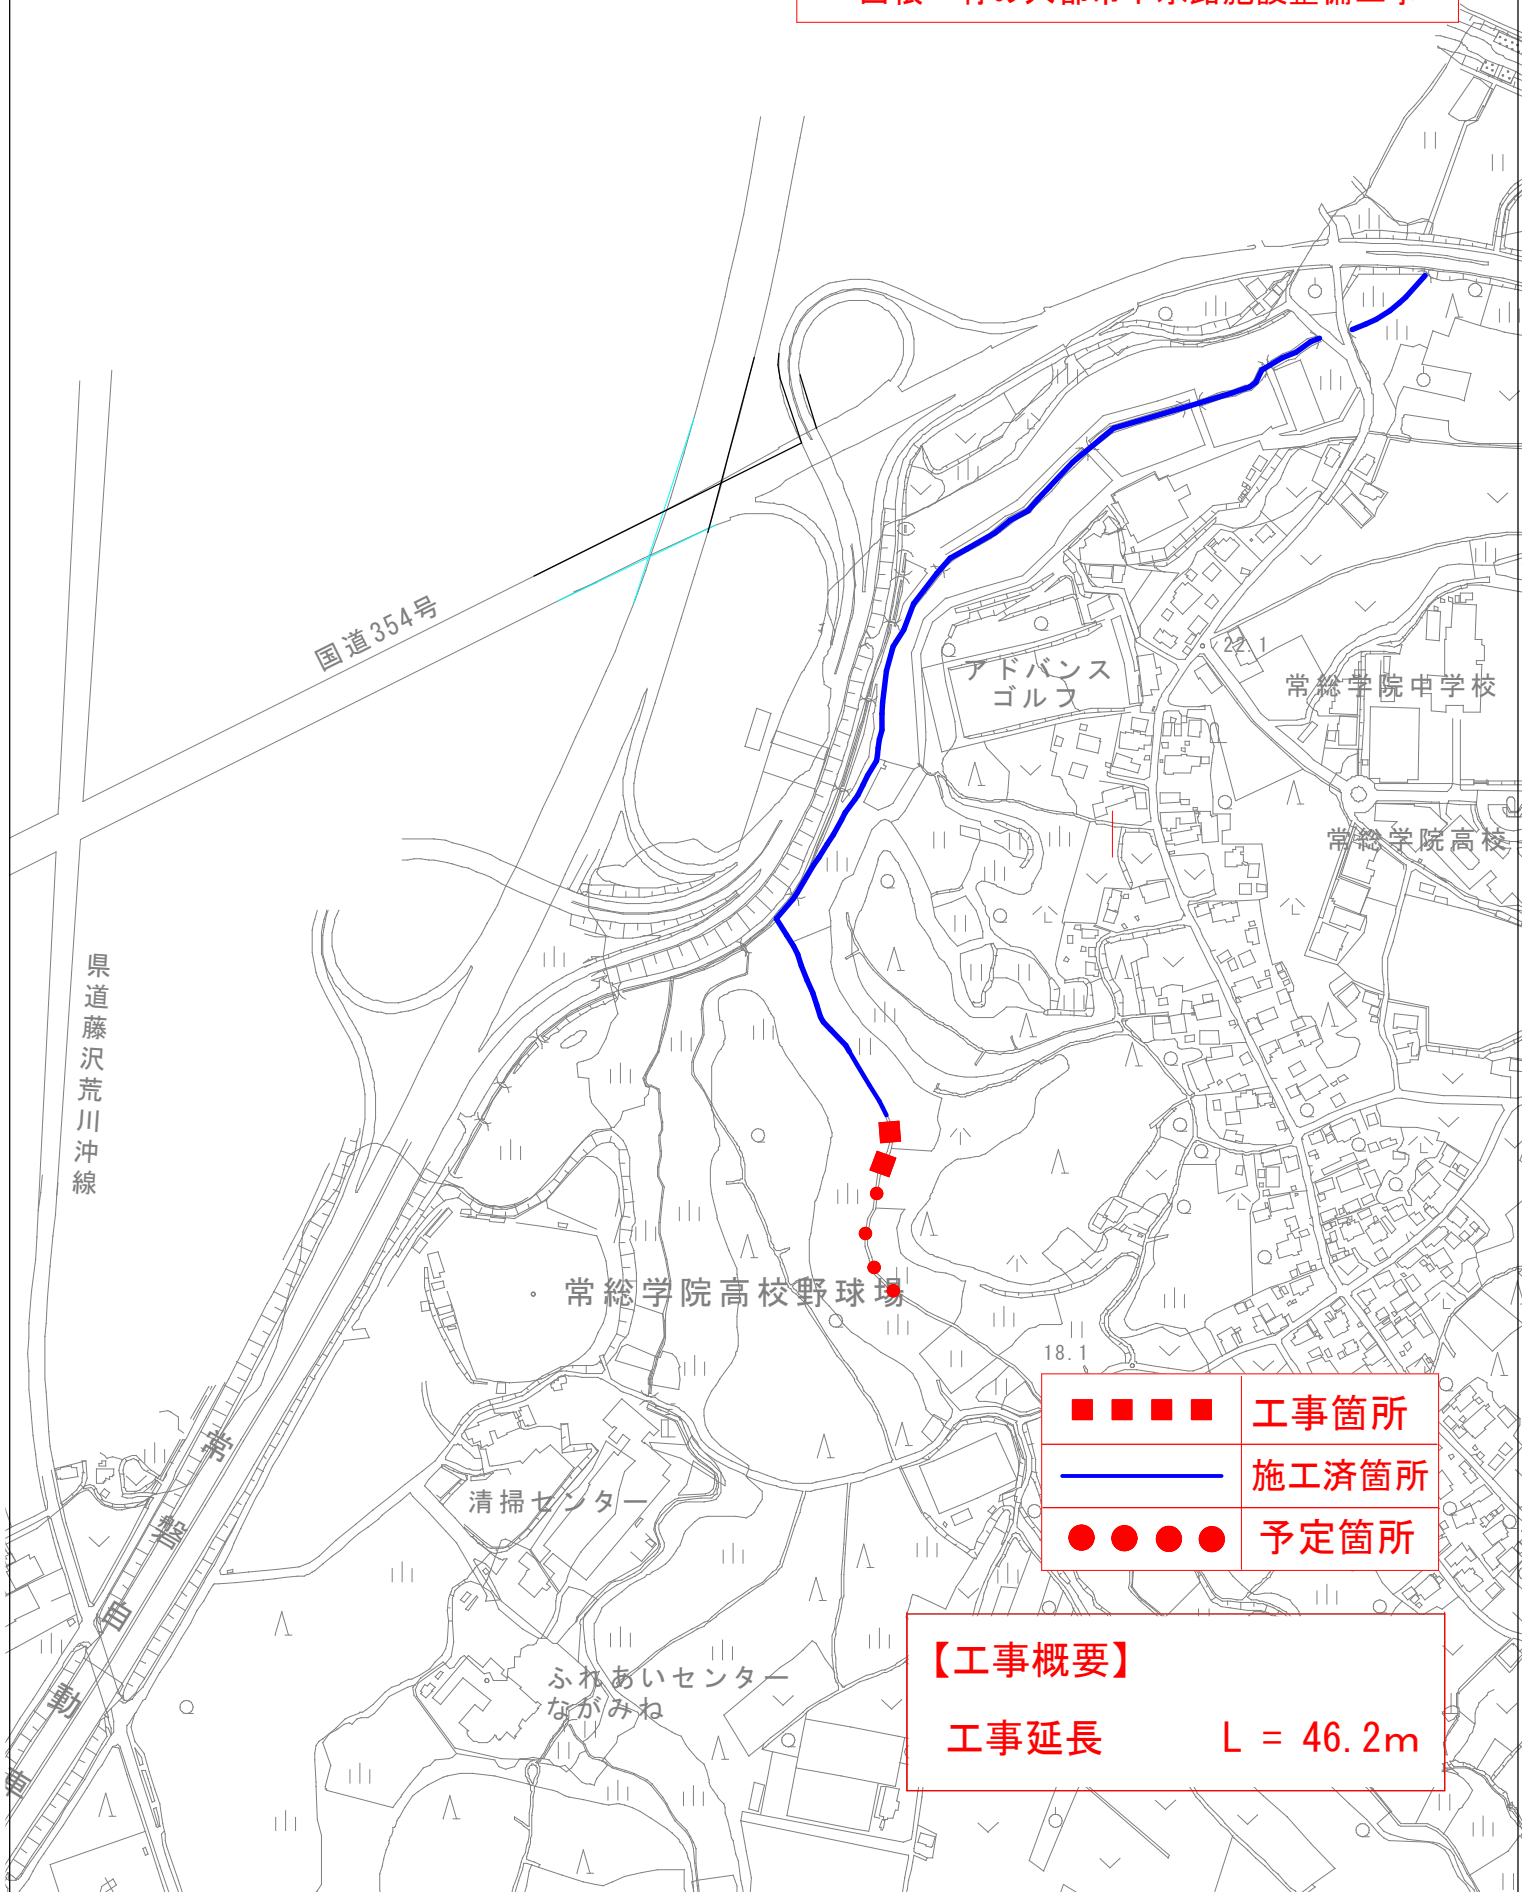 国道354号
アドバンス
ゴルフ
22.1
常総学院中学校
常総学院高校
県道藤沢荒川沖線
常総学院高校野球場
18.1
工事箇所
施工済箇所
予定箇所
清掃センター
常磐自動車
ふれあいセンター
ながみね
【工事概要】
工事延長 L = 46.2m